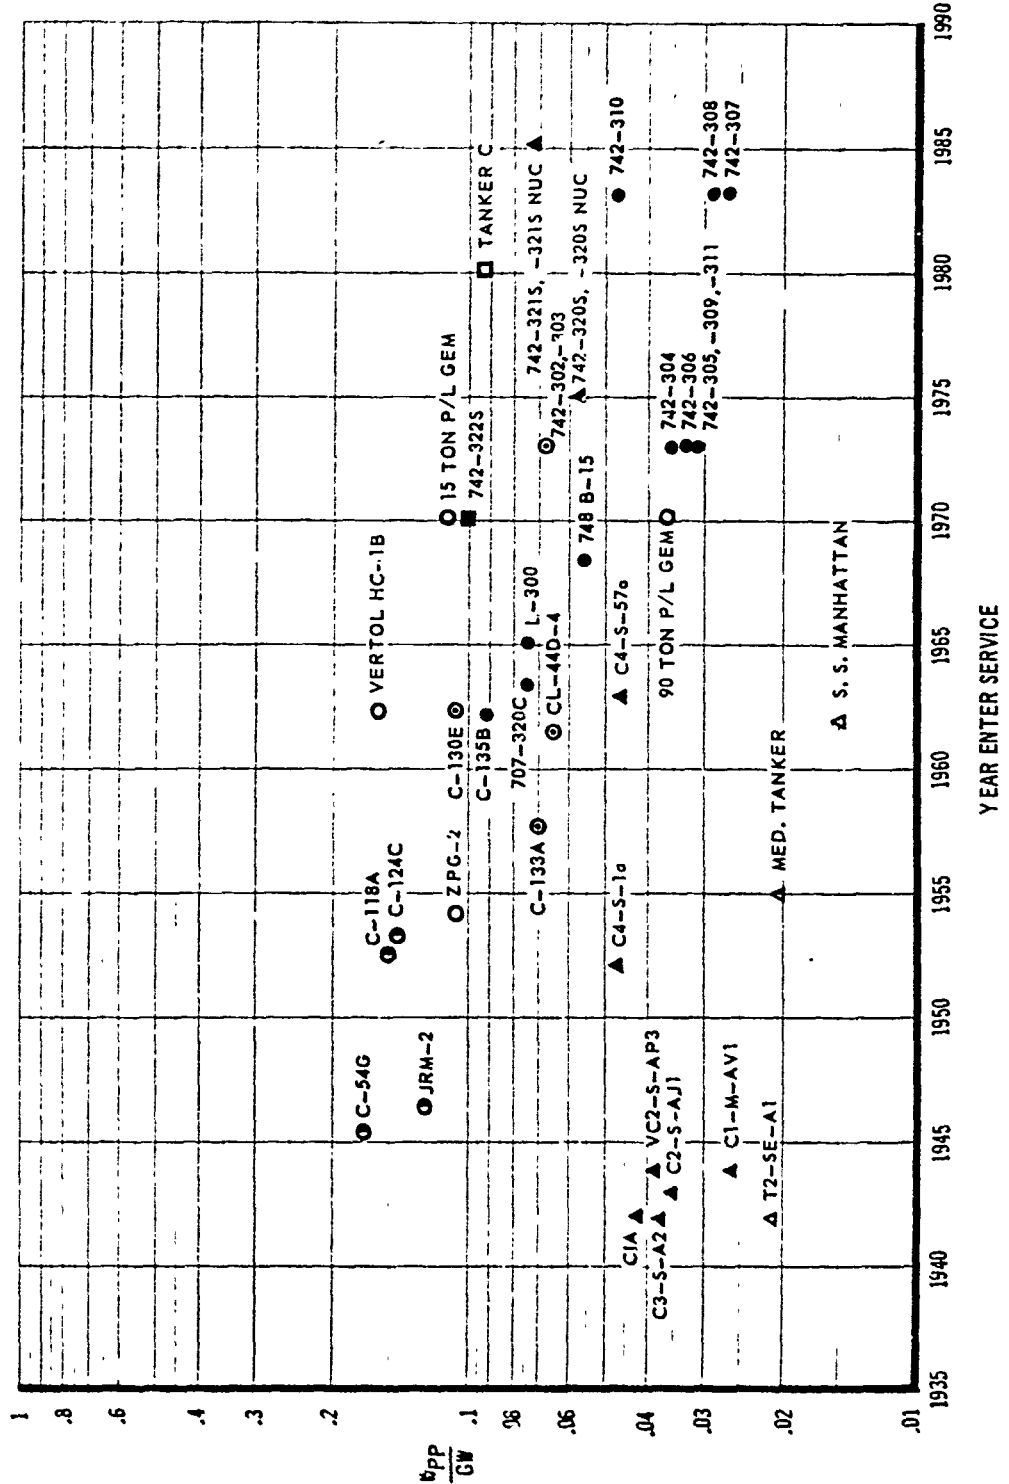 1
.8
.6
.4
.3
.2
.1
.06
.04
.03
.02
.01
PP
GW
1935
1940
1945
1950
1955
1960
1965
1970
1975
1980
1985
1990
YEAR ENTER SERVICE
C-54G
JRM-2
C-118A
C-124C
ZPG-2
VERTOL HC-1B
C-130E
C-135B
C-133A
707-320C
L-300
CL-44D-4
15 TON P/L GEM
742-322S
TANKER C
742-321S, -321S NUC
742-302,-303
742-320S, -320S NUC
748 B-15
742-310
742-304
742-306
742-305,-309,-311
742-308
742-307
90 TON P/L GEM
C4-S-57a
C4-S-1a
C1A
C3-S-A2
VC2-S-AP3
C2-S-AJ1
C1-M-AV1
T2-SE-A1
MED. TANKER
S.S. MANHATTAN